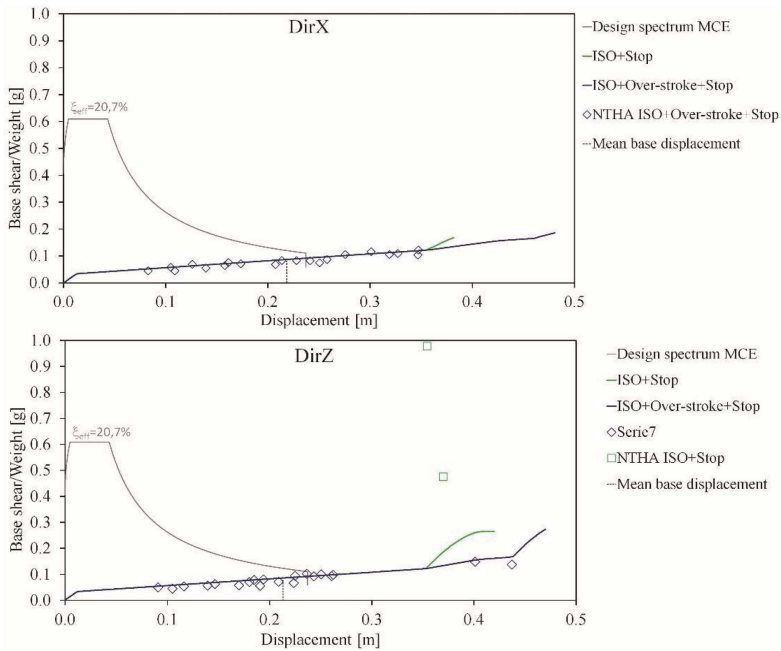 DirX
1.0
0.9
0.8
0.7
0.6
0.5
0.4
0.3
0.2
0.1
0.0
Base shear/Weight [g]
ξeff=20,7%
0.0 0.1 0.2 0.3 0.4 0.5
Displacement [m]
Design spectrum MCE
ISO+Stop
ISO+Over-stroke+Stop
NTHA ISO+Over-stroke+Stop
Mean base displacement
DirZ
1.0
0.9
0.8
0.7
0.6
0.5
0.4
0.3
0.2
0.1
0.0
Base shear/Weight [g]
ξeff=20,7%
0.0 0.1 0.2 0.3 0.4 0.5
Displacement [m]
Design spectrum MCE
ISO+Stop
ISO+Over-stroke+Stop
Serie7
NTHA ISO+Stop
Mean base displacement